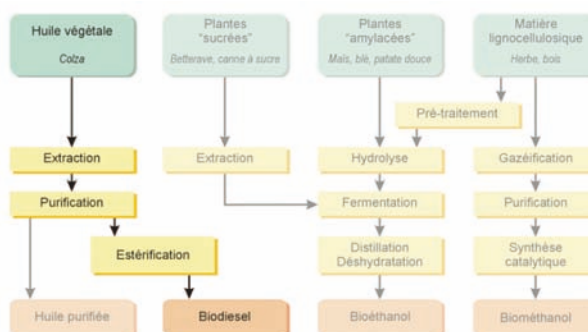 Huile végétale
Colza
Plantes
"sucrées"
Betterave, canne à sucre
Plantes
"amylacées"
Maïs, blé, patate douce
Matière
lignocellulosique
Herbe, bois
Pré-traitement
Extraction
Extraction
Hydrolyse
Gazéification
Purification
Fermentation
Purification
Estérification
Distillation
Déshydratation
Synthèse
catalytique
Huile purifiée
Biodiesel
Bioéthanol
Biométhanol